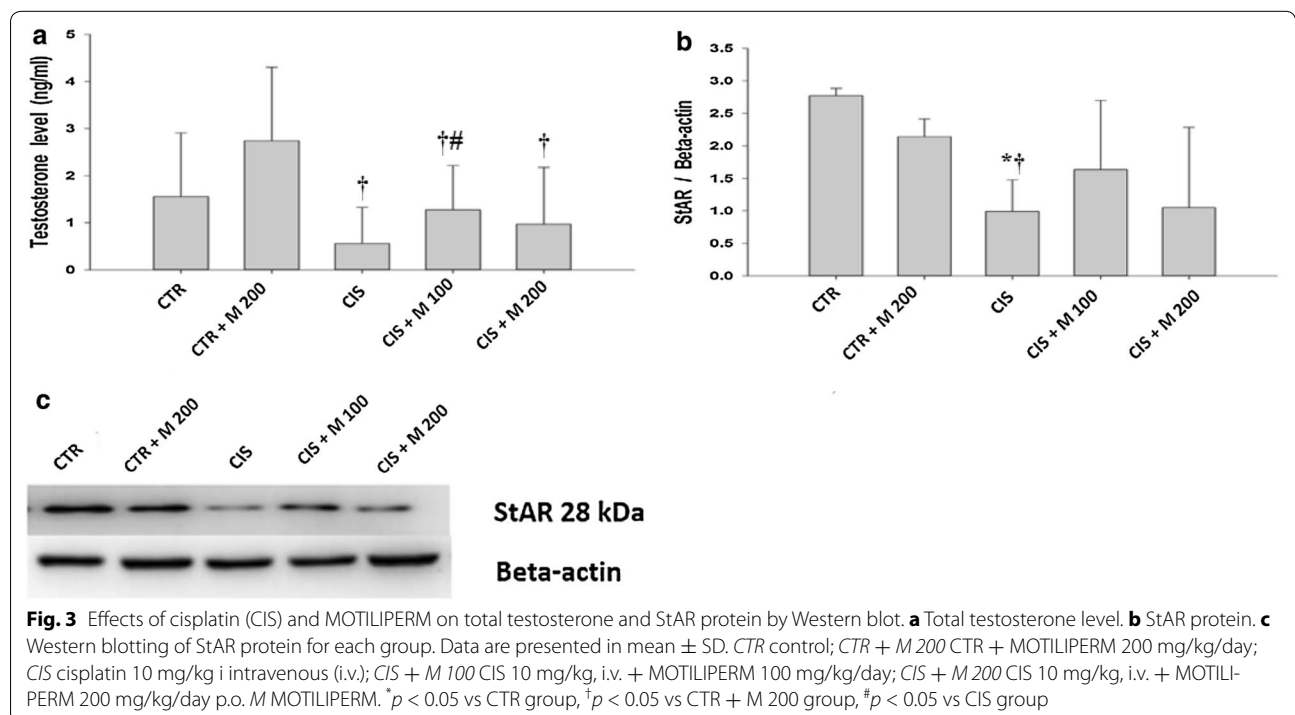 a
5
4
3
2
1
0
Testosterone level (ng/ml)
†
†#
†
CTR
CTR + M 200
CIS
CIS + M 100
CIS + M 200
b
3.5
3.0
2.5
2.0
1.5
1.0
0.5
0.0
StAR / Beta-actin
*†
CTR
CTR + M 200
CIS
CIS + M 100
CIS + M 200
c
CTR
CTR + M 200
CIS
CIS + M 100
CIS + M 200
StAR 28 kDa
Beta-actin
Fig. 3 Effects of cisplatin (CIS) and MOTILIPERM on total testosterone and StAR protein by Western blot. a Total testosterone level. b StAR protein. c
Western blotting of StAR protein for each group. Data are presented in mean ± SD. CTR control; CTR + M 200 CTR + MOTILIPERM 200 mg/kg/day;
CIS cisplatin 10 mg/kg i intravenous (i.v.); CIS + M 100 CIS 10 mg/kg, i.v. + MOTILIPERM 100 mg/kg/day; CIS + M 200 CIS 10 mg/kg, i.v. + MOTILI-
PERM 200 mg/kg/day p.o. M MOTILIPERM. *p < 0.05 vs CTR group, †p < 0.05 vs CTR + M 200 group, #p < 0.05 vs CIS group